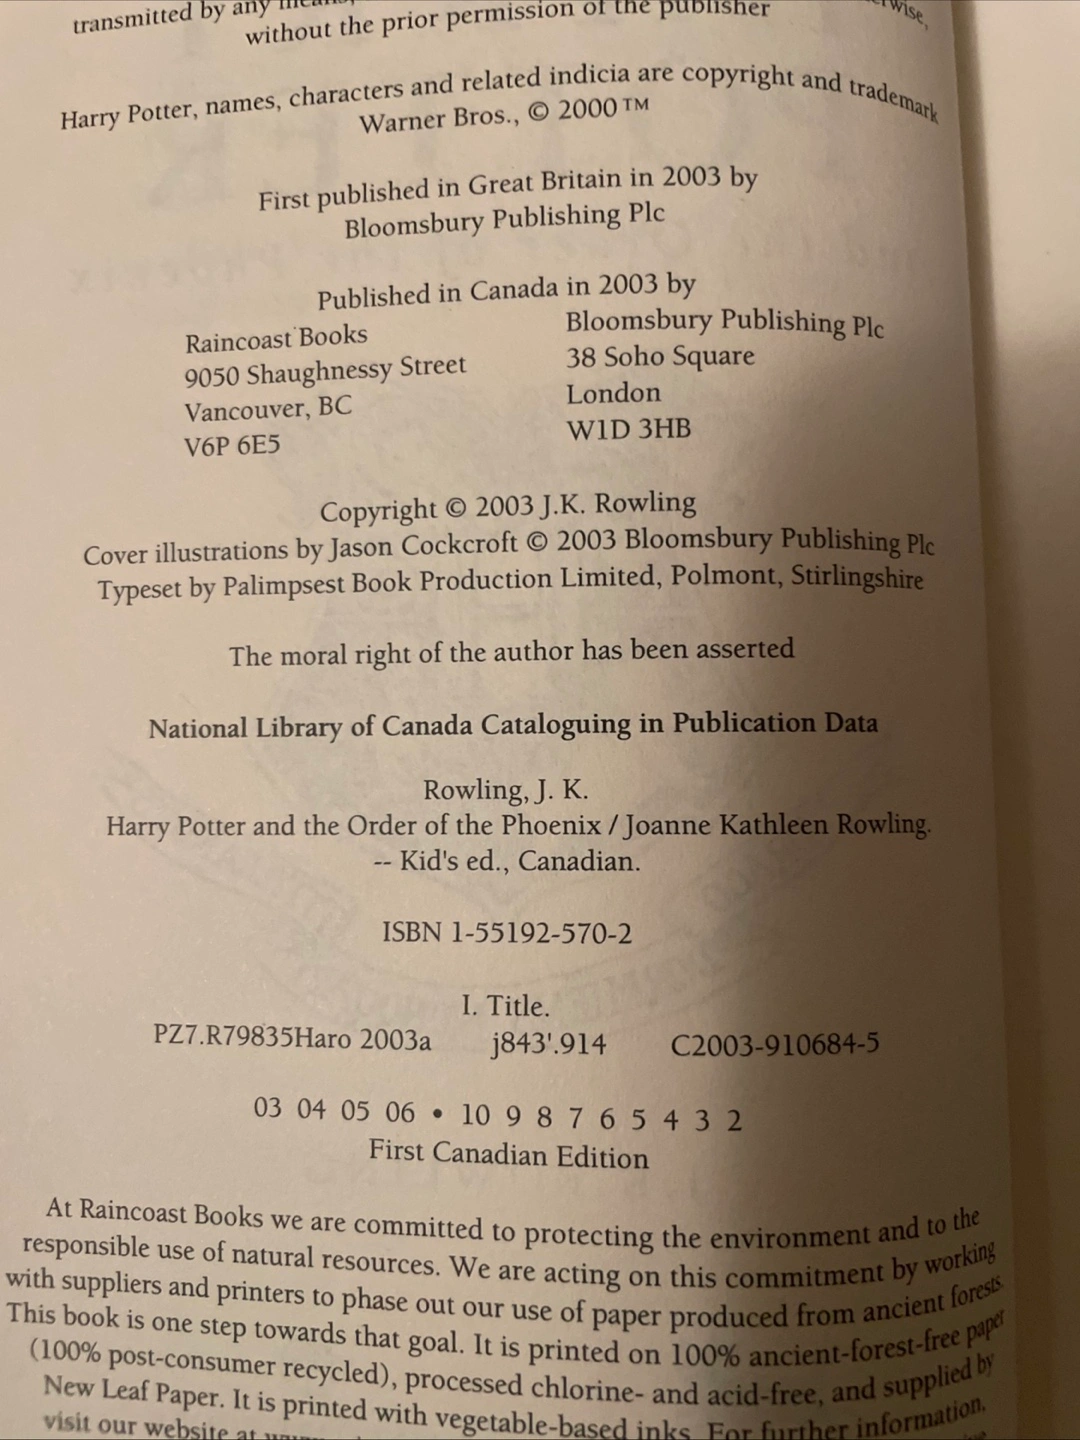 transmitted by any means,
without the prior permission of the publisher
Harry Potter, names, characters and related indicia are copyright and trademark
Warner Bros., © 2000™
First published in Great Britain in 2003 by
Bloomsbury Publishing Plc
Published in Canada in 2003 by
Raincoast Books
9050 Shaughnessy Street
Vancouver, BC
V6P 6E5
Bloomsbury Publishing Plc
38 Soho Square
London
W1D 3HB
Copyright © 2003 J.K. Rowling
Cover illustrations by Jason Cockcroft © 2003 Bloomsbury Publishing Plc
Typeset by Palimpsest Book Production Limited, Polmont, Stirlingshire
The moral right of the author has been asserted
National Library of Canada Cataloguing in Publication Data
Rowling, J. K.
Harry Potter and the Order of the Phoenix / Joanne Kathleen Rowling.
-- Kid's ed., Canadian.
ISBN 1-55192-570-2
I. Title.
PZ7.R79835Haro 2003a j843'.914 C2003-910684-5
03 04 05 06 • 10 9 8 7 6 5 4 3 2
First Canadian Edition
At Raincoast Books we are committed to protecting the environment and to the
responsible use of natural resources. We are acting on this commitment by working
with suppliers and printers to phase out our use of paper produced from ancient forests.
This book is one step towards that goal. It is printed on 100% ancient-forest-free paper
(100% post-consumer recycled), processed chlorine- and acid-free, and supplied by
New Leaf Paper. It is printed with vegetable-based inks. For further information,
visit our website at